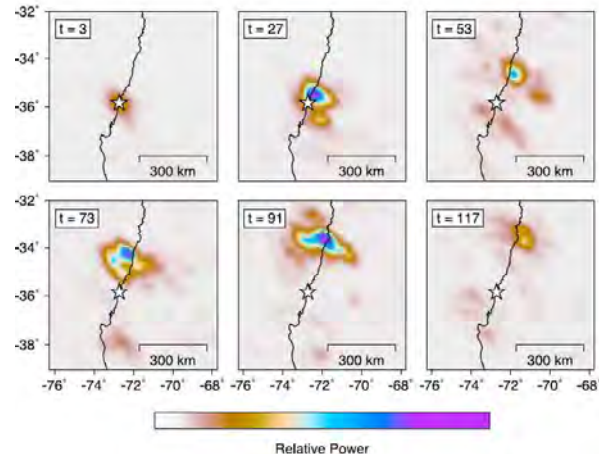 -32°
-34°
-36°
-38°
t = 3
300 km
t = 27
300 km
t = 53
300 km
-32°
-34°
-36°
-38°
t = 73
300 km
t = 91
300 km
t = 117
300 km
-76° -74° -72° -70° -68°
-76° -74° -72° -70° -68°
-76° -74° -72° -70° -68°
Relative Power